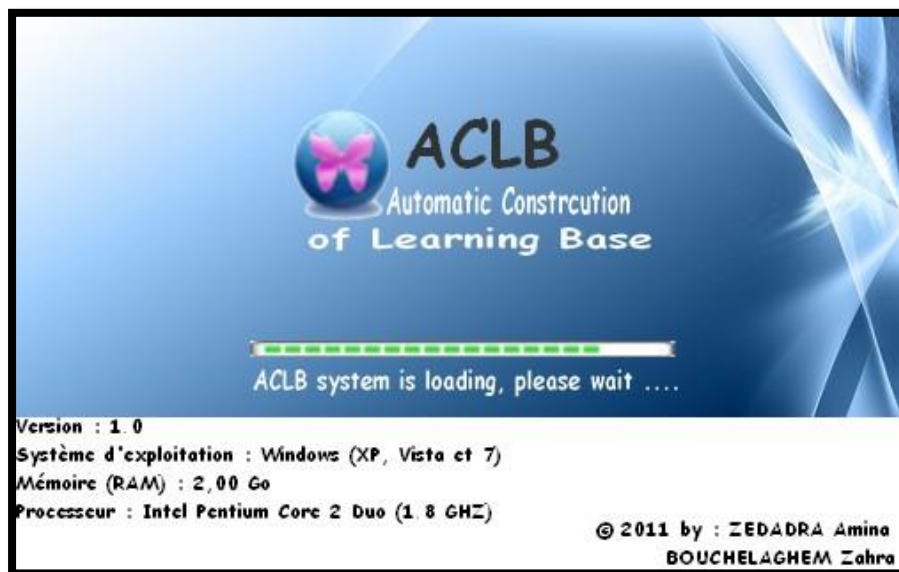 ACLB
Automatic Constrcution
of Learning Base
ACLB system is loading, please wait ....
Version : 1.0
Système d'exploitation : Windows (XP, Vista et 7)
Mémoire (RAM) : 2,00 Go
Processeur : Intel Pentium Core 2 Duo (1.8 GHZ)
© 2011 by : ZEDADRA Amina
BOUCHELAGHEM Zahra